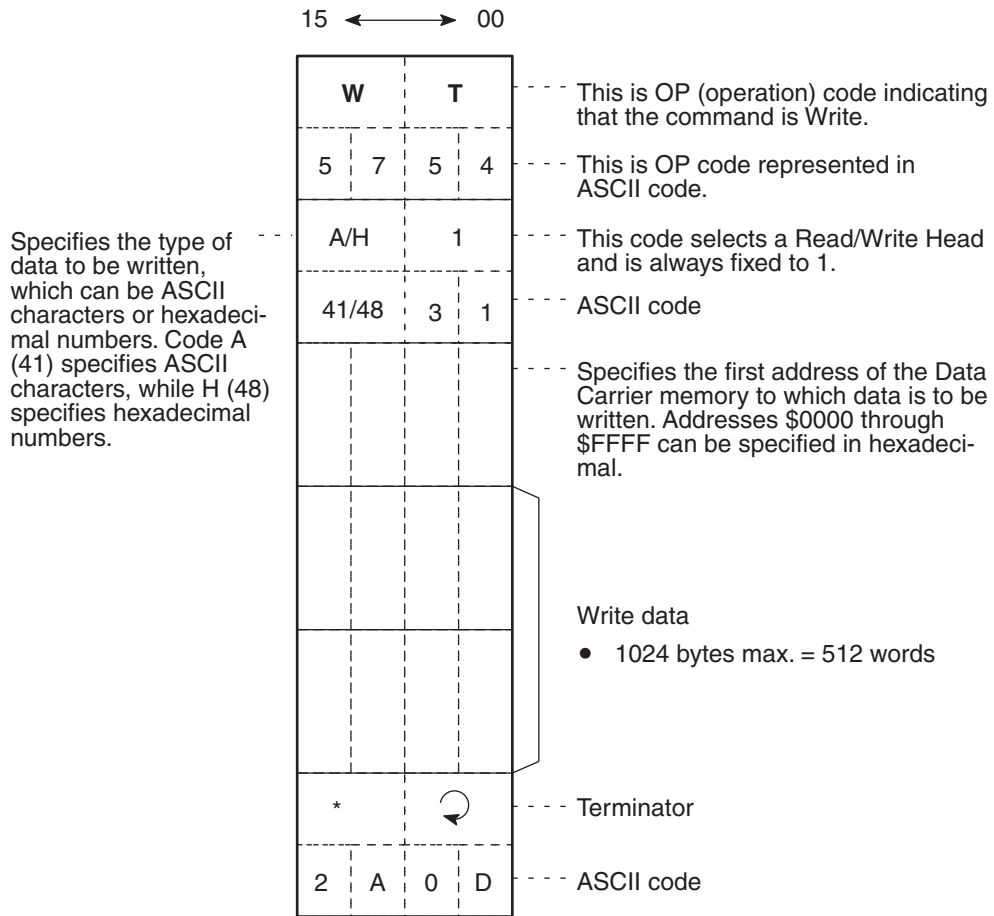 15 00
W T
This is OP (operation) code indicating
that the command is Write.
5 7 5 4
This is OP code represented in
ASCII code.
Specifies the type of
data to be written,
which can be ASCII
characters or hexadeci-
mal numbers. Code A
(41) specifies ASCII
characters, while H (48)
specifies hexadecimal
numbers.
A/H 1
This code selects a Read/Write Head
and is always fixed to 1.
41/48 3 1
ASCII code
Specifies the first address of the Data
Carrier memory to which data is to be
written. Addresses $0000 through
$FFFF can be specified in hexadeci-
mal.
Write data
• 1024 bytes max. = 512 words
*
Terminator
2 A 0 D
ASCII code